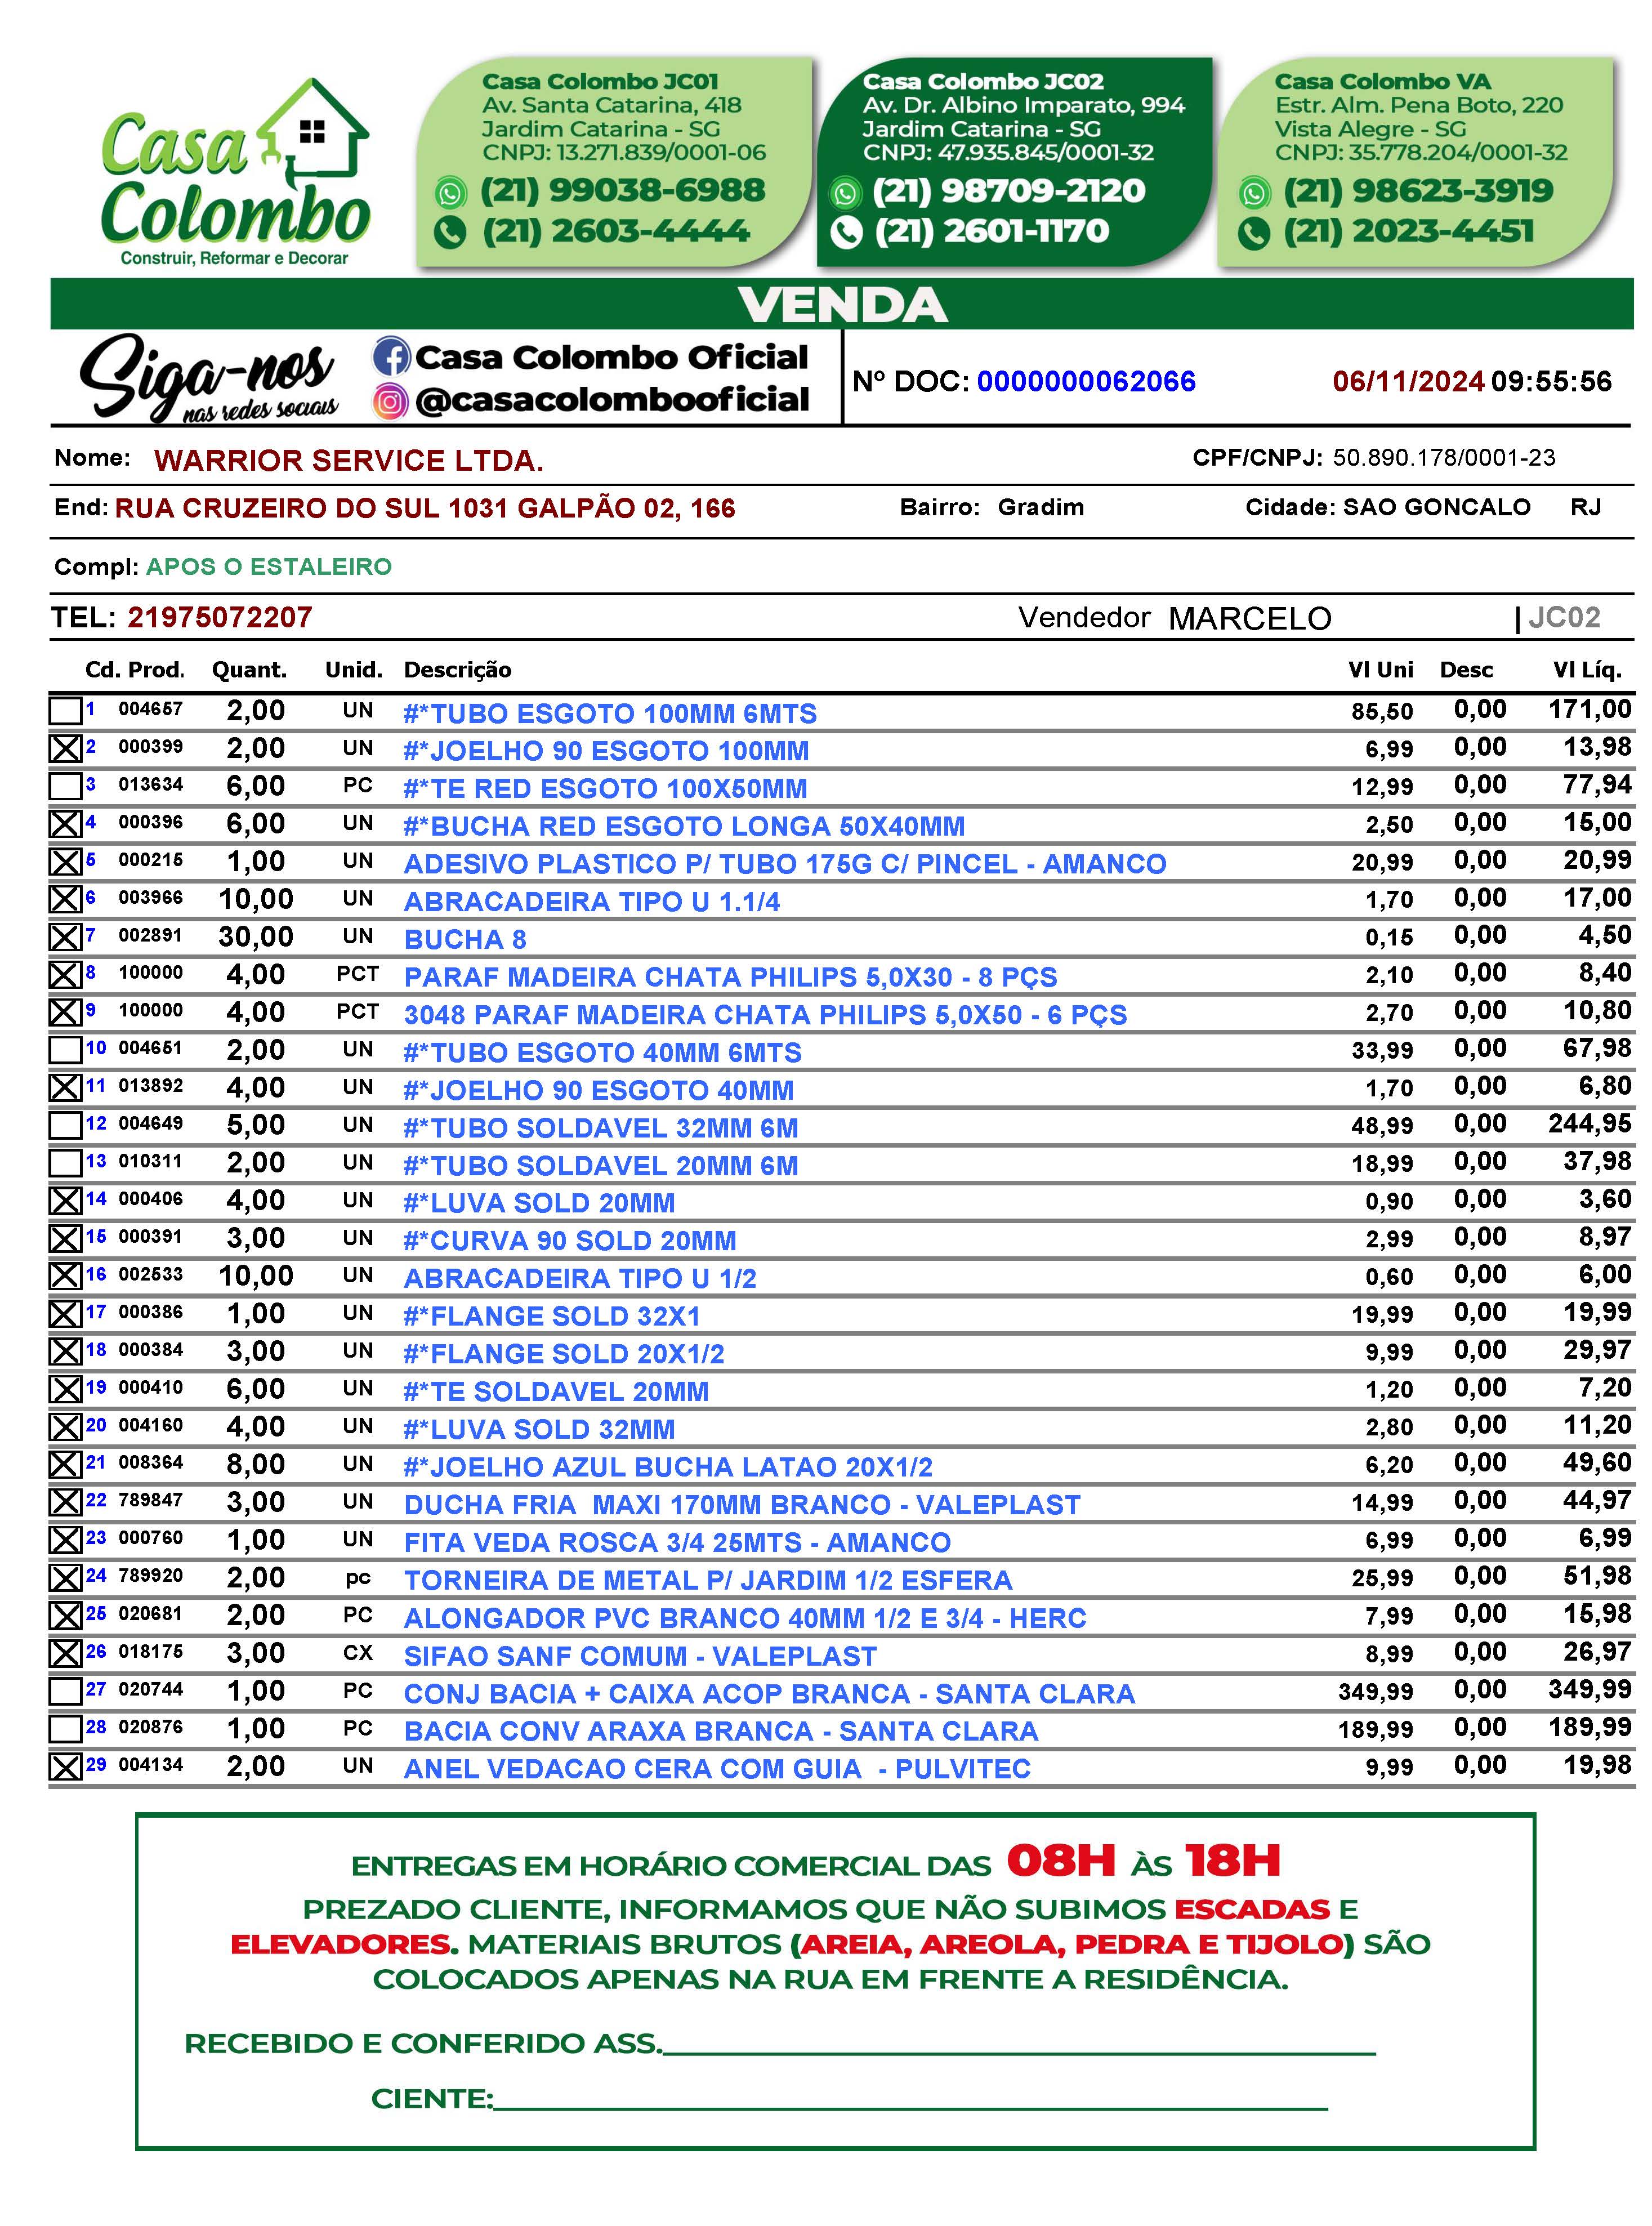 Casa Colombo
Construir, Reformar e Decorar
Casa Colombo JC01
Av. Santa Catarina, 418
Jardim Catarina - SG
CNPJ: 13.271.839/0001-06
(21) 99038-6988
(21) 2603-4444
Casa Colombo JC02
Av. Dr. Albino Imparato, 994
Jardim Catarina - SG
CNPJ: 47.935.845/0001-32
(21) 98709-2120
(21) 2601-1170
Casa Colombo VA
Estr. Alm. Pena Boto, 220
Vista Alegre - SG
CNPJ: 35.778.204/0001-32
(21) 98623-3919
(21) 2023-4451
VENDA
Siga-nos
nas redes sociais
Casa Colombo Oficial
@casacolombooficial
Nº DOC: 0000000062066 06/11/2024 09:55:56
Nome: WARRIOR SERVICE LTDA. CPF/CNPJ: 50.890.178/0001-23
End: RUA CRUZEIRO DO SUL 1031 GALPÃO 02, 166 Bairro: Gradim Cidade: SAO GONCALO RJ
Compl: APOS O ESTALEIRO
TEL: 21975072207 Vendedor MARCELO | JC02
Cd. Prod. Quant. Unid. Descrição Vl Uni Desc Vl Líq.
1 004657 2,00 UN #*TUBO ESGOTO 100MM 6MTS 85,50 0,00 171,00
2 000399 2,00 UN #*JOELHO 90 ESGOTO 100MM 6,99 0,00 13,98
3 013634 6,00 PC #*TE RED ESGOTO 100X50MM 12,99 0,00 77,94
4 000396 6,00 UN #*BUCHA RED ESGOTO LONGA 50X40MM 2,50 0,00 15,00
5 000215 1,00 UN ADESIVO PLASTICO P/ TUBO 175G C/ PINCEL - AMANCO 20,99 0,00 20,99
6 003966 10,00 UN ABRACADEIRA TIPO U 1.1/4 1,70 0,00 17,00
7 002891 30,00 UN BUCHA 8 0,15 0,00 4,50
8 100000 4,00 PCT PARAF MADEIRA CHATA PHILIPS 5,0X30 - 8 PÇS 2,10 0,00 8,40
9 100000 4,00 PCT 3048 PARAF MADEIRA CHATA PHILIPS 5,0X50 - 6 PÇS 2,70 0,00 10,80
10 004651 2,00 UN #*TUBO ESGOTO 40MM 6MTS 33,99 0,00 67,98
11 013892 4,00 UN #*JOELHO 90 ESGOTO 40MM 1,70 0,00 6,80
12 004649 5,00 UN #*TUBO SOLDAVEL 32MM 6M 48,99 0,00 244,95
13 010311 2,00 UN #*TUBO SOLDAVEL 20MM 6M 18,99 0,00 37,98
14 000406 4,00 UN #*LUVA SOLD 20MM 0,90 0,00 3,60
15 000391 3,00 UN #*CURVA 90 SOLD 20MM 2,99 0,00 8,97
16 002533 10,00 UN ABRACADEIRA TIPO U 1/2 0,60 0,00 6,00
17 000386 1,00 UN #*FLANGE SOLD 32X1 19,99 0,00 19,99
18 000384 3,00 UN #*FLANGE SOLD 20X1/2 9,99 0,00 29,97
19 000410 6,00 UN #*TE SOLDAVEL 20MM 1,20 0,00 7,20
20 004160 4,00 UN #*LUVA SOLD 32MM 2,80 0,00 11,20
21 008364 8,00 UN #*JOELHO AZUL BUCHA LATAO 20X1/2 6,20 0,00 49,60
22 789847 3,00 UN DUCHA FRIA MAXI 170MM BRANCO - VALEPLAST 14,99 0,00 44,97
23 000760 1,00 UN FITA VEDA ROSCA 3/4 25MTS - AMANCO 6,99 0,00 6,99
24 789920 2,00 pc TORNEIRA DE METAL P/ JARDIM 1/2 ESFERA 25,99 0,00 51,98
25 020681 2,00 PC ALONGADOR PVC BRANCO 40MM 1/2 E 3/4 - HERC 7,99 0,00 15,98
26 018175 3,00 CX SIFAO SANF COMUM - VALEPLAST 8,99 0,00 26,97
27 020744 1,00 PC CONJ BACIA + CAIXA ACOP BRANCA - SANTA CLARA 349,99 0,00 349,99
28 020876 1,00 PC BACIA CONV ARAXA BRANCA - SANTA CLARA 189,99 0,00 189,99
29 004134 2,00 UN ANEL VEDACAO CERA COM GUIA - PULVITEC 9,99 0,00 19,98
ENTREGAS EM HORÁRIO COMERCIAL DAS 08H ÀS 18H
PREZADO CLIENTE, INFORMAMOS QUE NÃO SUBIMOS ESCADAS E
ELEVADORES. MATERIAIS BRUTOS (AREIA, AREOLA, PEDRA E TIJOLO) SÃO
COLOCADOS APENAS NA RUA EM FRENTE A RESIDÊNCIA.
RECEBIDO E CONFERIDO ASS.
CIENTE: